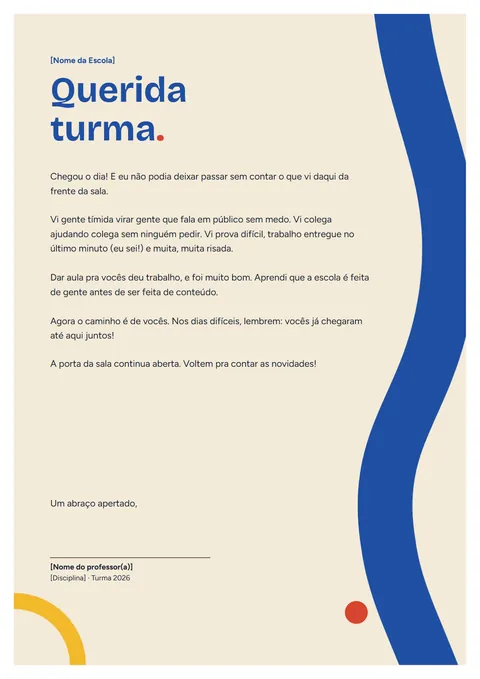 [Nome da Escola]
Querida
turma.
Chegou o dia! E eu não podia deixar passar sem contar o que vi daqui da
frente da sala.
Vi gente tímida virar gente que fala em público sem medo. Vi colega
ajudando colega sem ninguém pedir. Vi prova difícil, trabalho entregue no
último minuto (eu sei!) e muita, muita risada.
Dar aula pra vocês deu trabalho, e foi muito bom. Aprendi que a escola é feita
de gente antes de ser feita de conteúdo.
Agora o caminho é de vocês. Nos dias difíceis, lembrem: vocês já chegaram
até aqui juntos!
A porta da sala continua aberta. Voltem pra contar as novidades!
Um abraço apertado,
[Nome do professor(a)]
[Disciplina] · Turma 2026